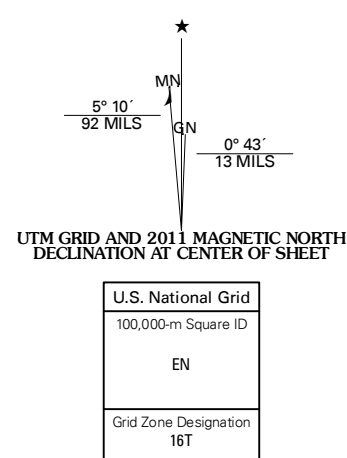 ★
MN
5° 10´
92 MILS
GN
0° 43´
13 MILS
UTM GRID AND 2011 MAGNETIC NORTH
DECLINATION AT CENTER OF SHEET
U.S. National Grid
100,000-m Square ID
EN
Grid Zone Designation
16T